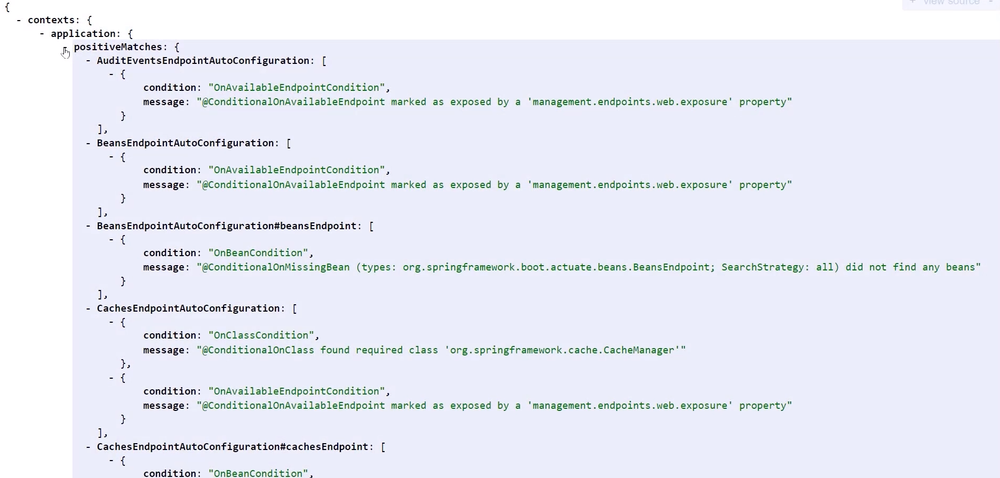 + view source -
{
- contexts: {
- application: {
positiveMatches: {
- AuditEventsEndpointAutoConfiguration: [
- {
condition: "OnAvailableEndpointCondition",
message: "@ConditionalOnAvailableEndpoint marked as exposed by a 'management.endpoints.web.exposure' property"
}
],
- BeansEndpointAutoConfiguration: [
- {
condition: "OnAvailableEndpointCondition",
message: "@ConditionalOnAvailableEndpoint marked as exposed by a 'management.endpoints.web.exposure' property"
}
],
- BeansEndpointAutoConfiguration#beansEndpoint: [
- {
condition: "OnBeanCondition",
message: "@ConditionalOnMissingBean (types: org.springframework.boot.actuate.beans.BeansEndpoint; SearchStrategy: all) did not find any beans"
}
],
- CachesEndpointAutoConfiguration: [
- {
condition: "OnClassCondition",
message: "@ConditionalOnClass found required class 'org.springframework.cache.CacheManager'"
},
- {
condition: "OnAvailableEndpointCondition",
message: "@ConditionalOnAvailableEndpoint marked as exposed by a 'management.endpoints.web.exposure' property"
}
],
- CachesEndpointAutoConfiguration#cachesEndpoint: [
- {
condition: "OnBeanCondition",